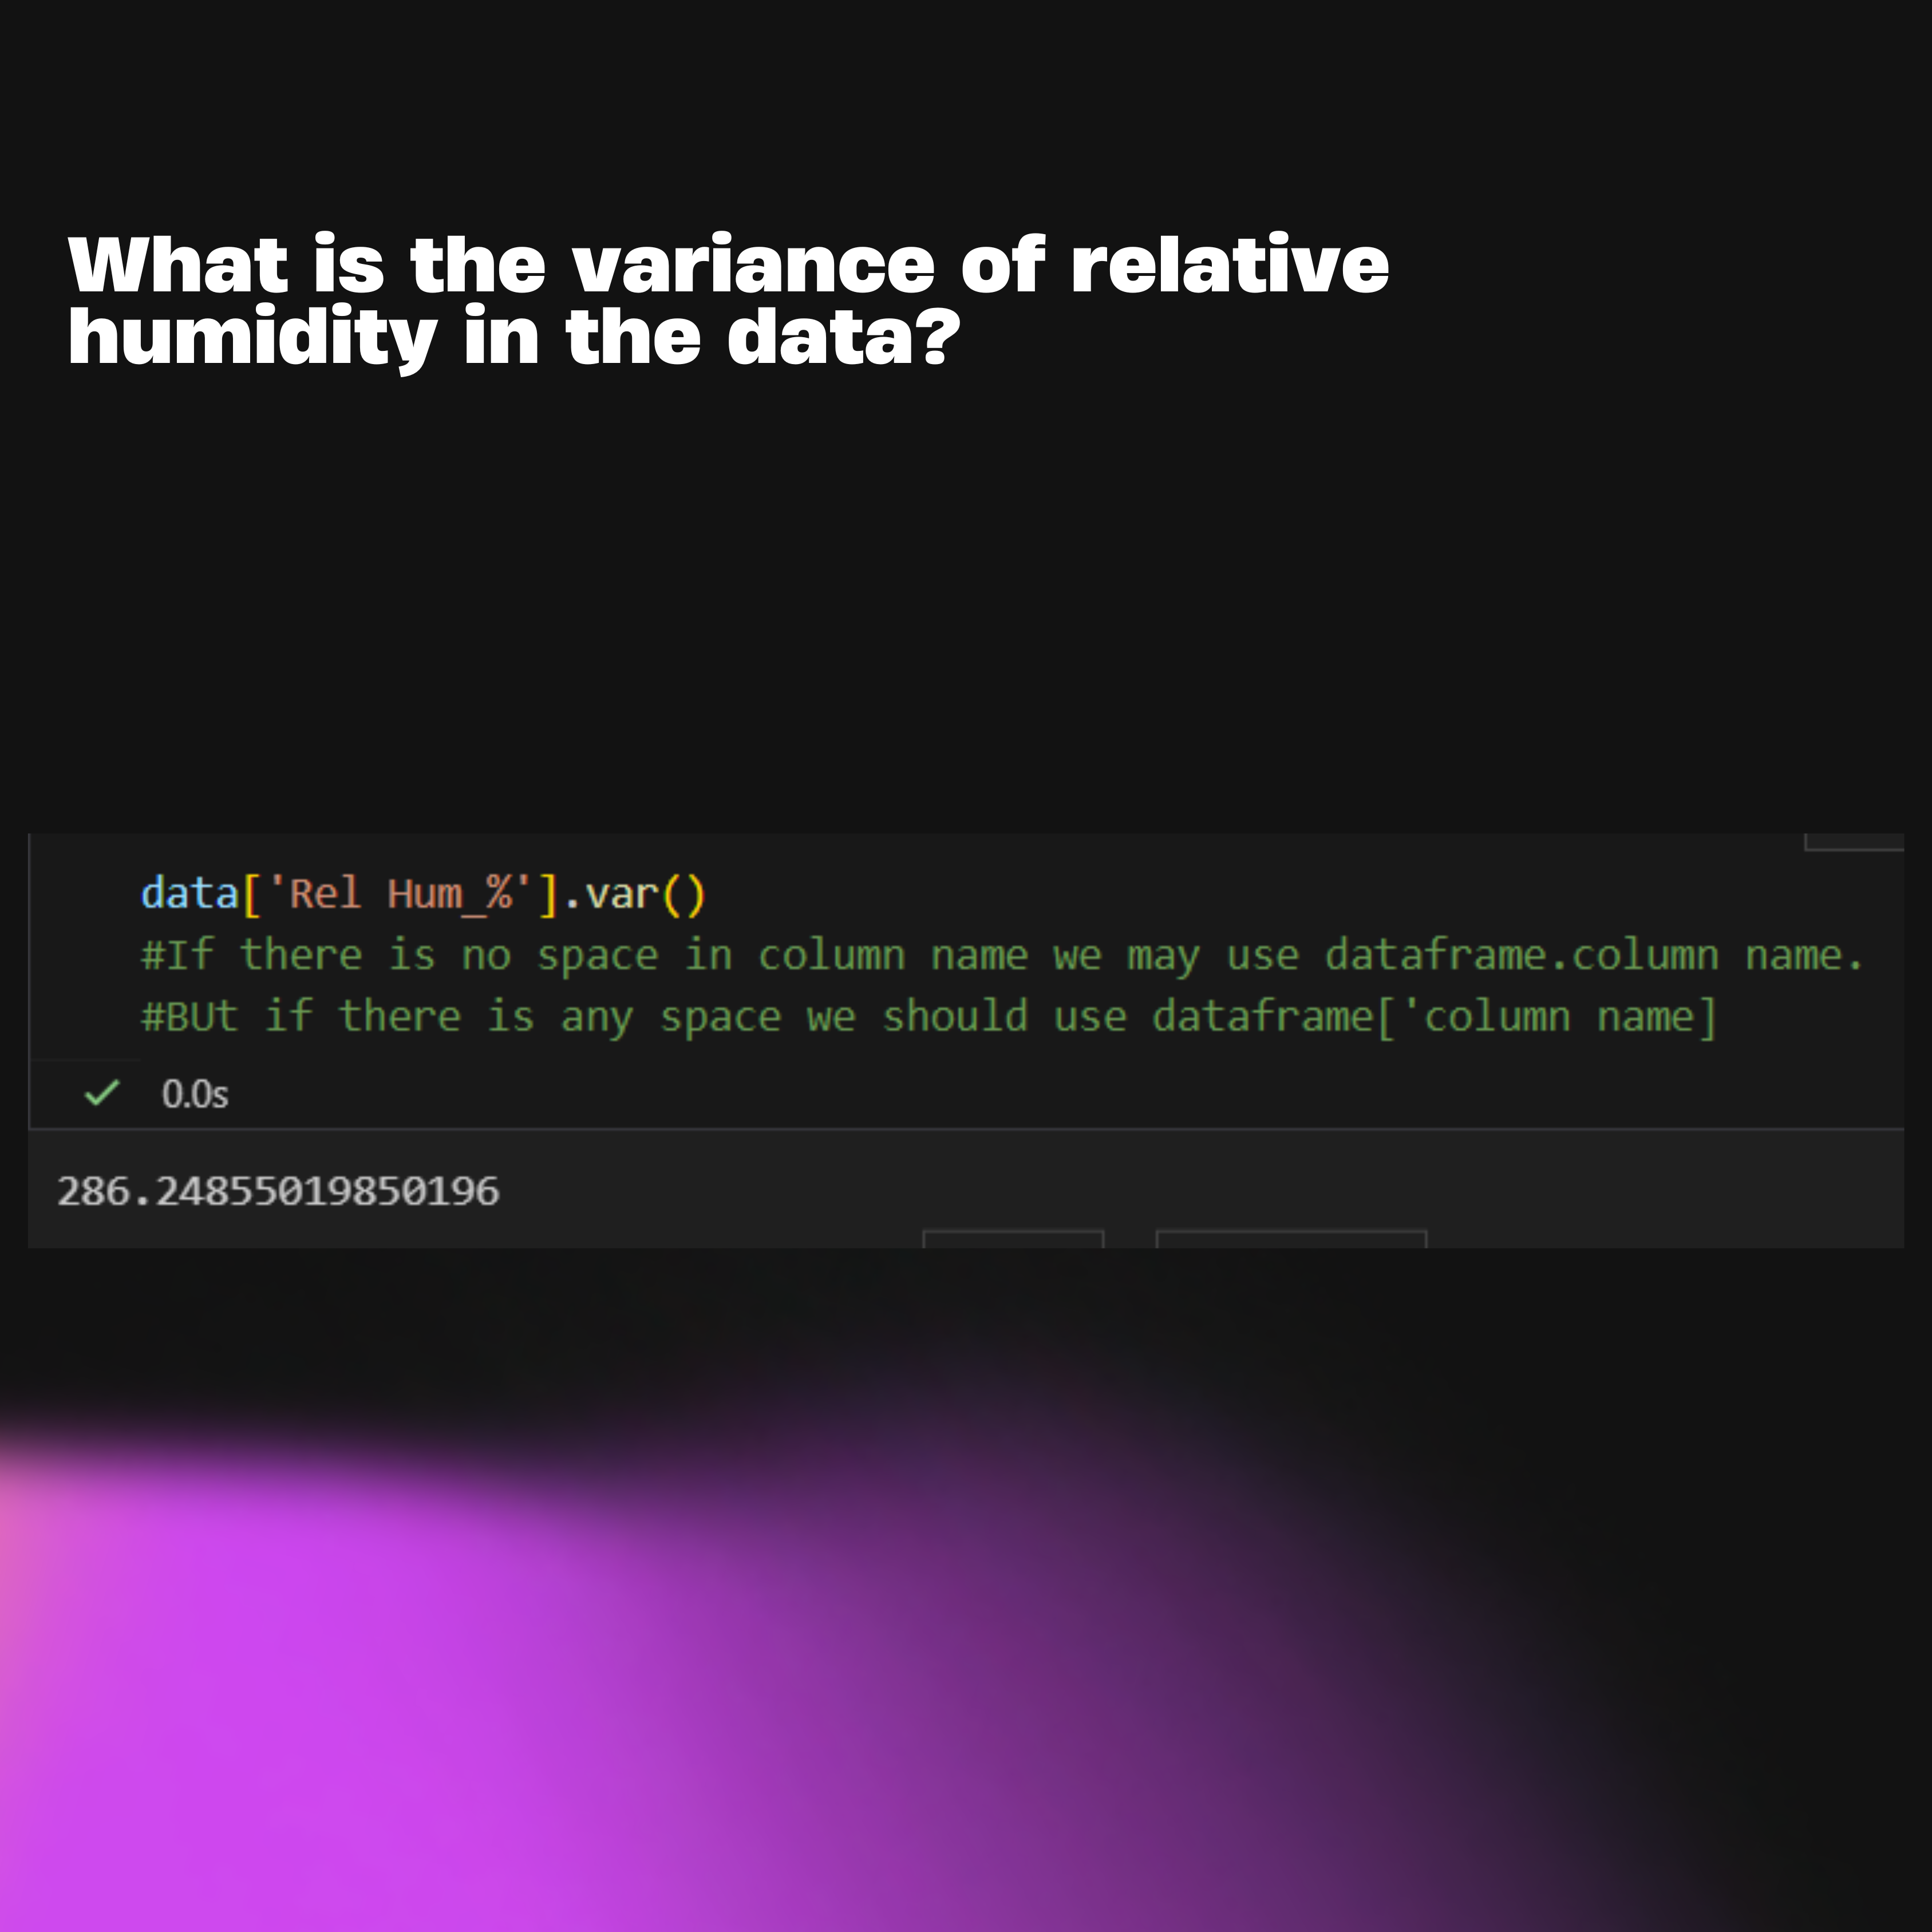 What is the variance of relative
humidity in the data?
data['Rel Hum_%'].var()
#If there is no space in column name we may use dataframe.column name.
#BUt if there is any space we should use dataframe['column name]
0.0s
286.24855019850196